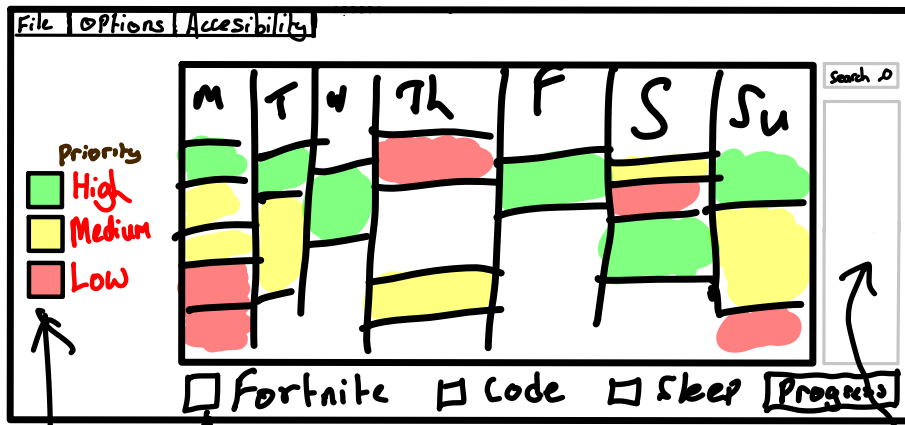 File Options Accesibility
Search
M T W Th F S Su
Priority
High
Medium
Low
Fortnite Code Sleep Progress